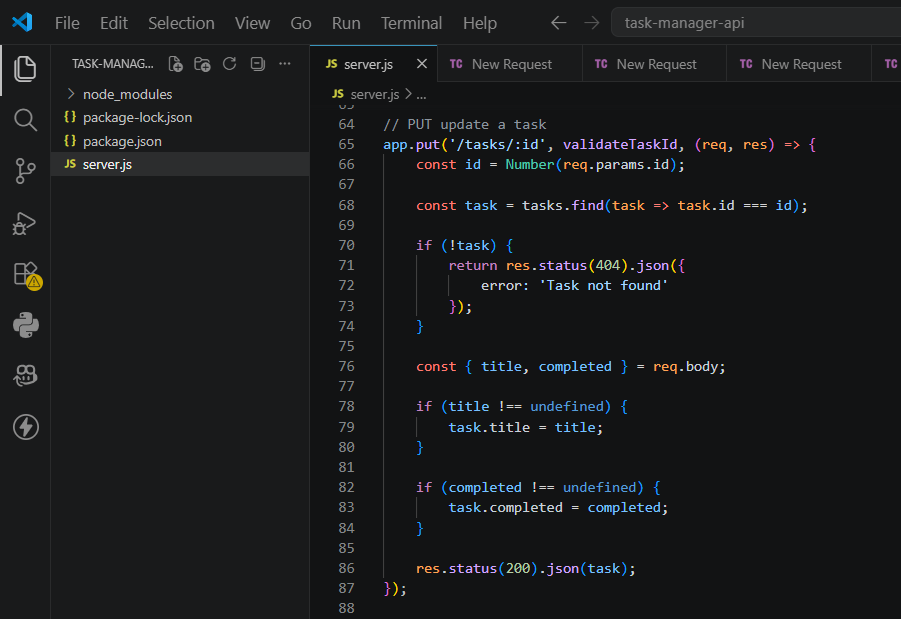 File Edit Selection View Go Run Terminal Help task-manager-api
TASK-MANAG...
node_modules
{} package-lock.json
{} package.json
JS server.js
JS server.js TC New Request TC New Request TC New Request TC
JS server.js > ...
63
64 // PUT update a task
65 app.put('/tasks/:id', validateTaskId, (req, res) => {
66     const id = Number(req.params.id);
67
68     const task = tasks.find(task => task.id === id);
69
70     if (!task) {
71         return res.status(404).json({
72             error: 'Task not found'
73         });
74     }
75
76     const { title, completed } = req.body;
77
78     if (title !== undefined) {
79         task.title = title;
80     }
81
82     if (completed !== undefined) {
83         task.completed = completed;
84     }
85
86     res.status(200).json(task);
87 });
88